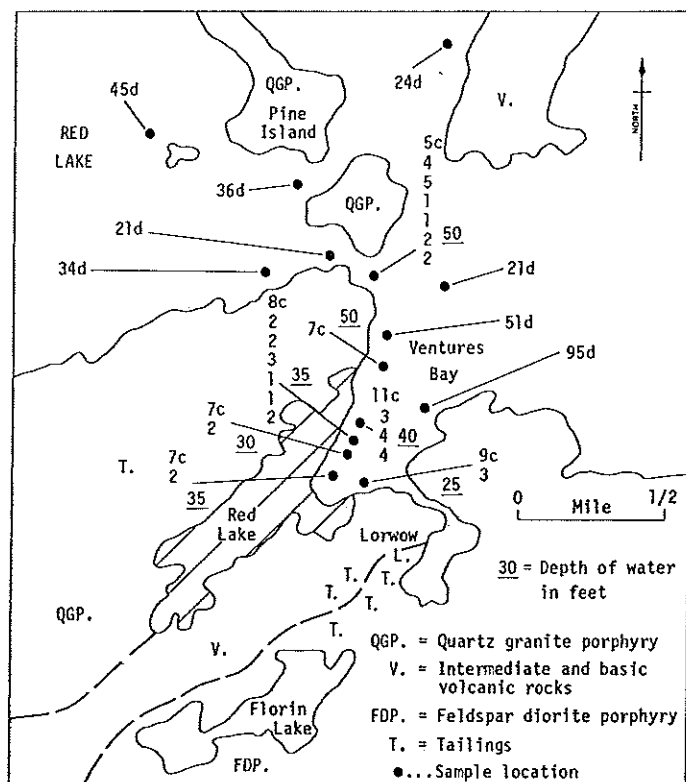 QGP.
Pine
Island
24d
V.
NORTH
45d
RED
LAKE
36d
QGP.
5c
4
5
1
1
2
2
50
21d
34d
21d
50
51d
8c
2
2
3
1
1
2
7c
Ventures
Bay
95d
35
11c
3
4
4
40
7c
2
30
9c
3
T.
7c
2
25
35
0
1/2
Mile
Red
Lake
Lorwow
L.
T.
T.
T.
T.
T.
T.
30 = Depth of water
in feet
QGP.
V.
QGP. = Quartz granite porphyry
V. = Intermediate and basic
volcanic rocks
Florin
Lake
FDP. = Feldspar diorite porphyry
T. = Tailings
FDP.
●...Sample location